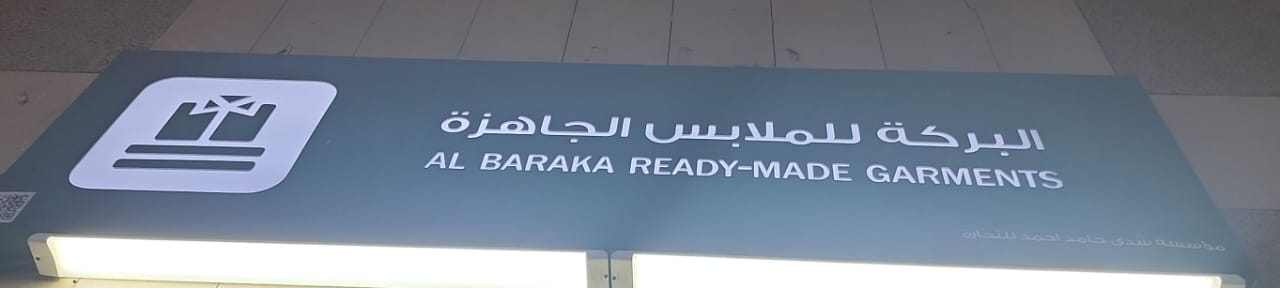 البركة للملابس الجاهزة
AL BARAKA READY-MADE GARMENTS
مؤسسة شدى حامد احمد للتجارة